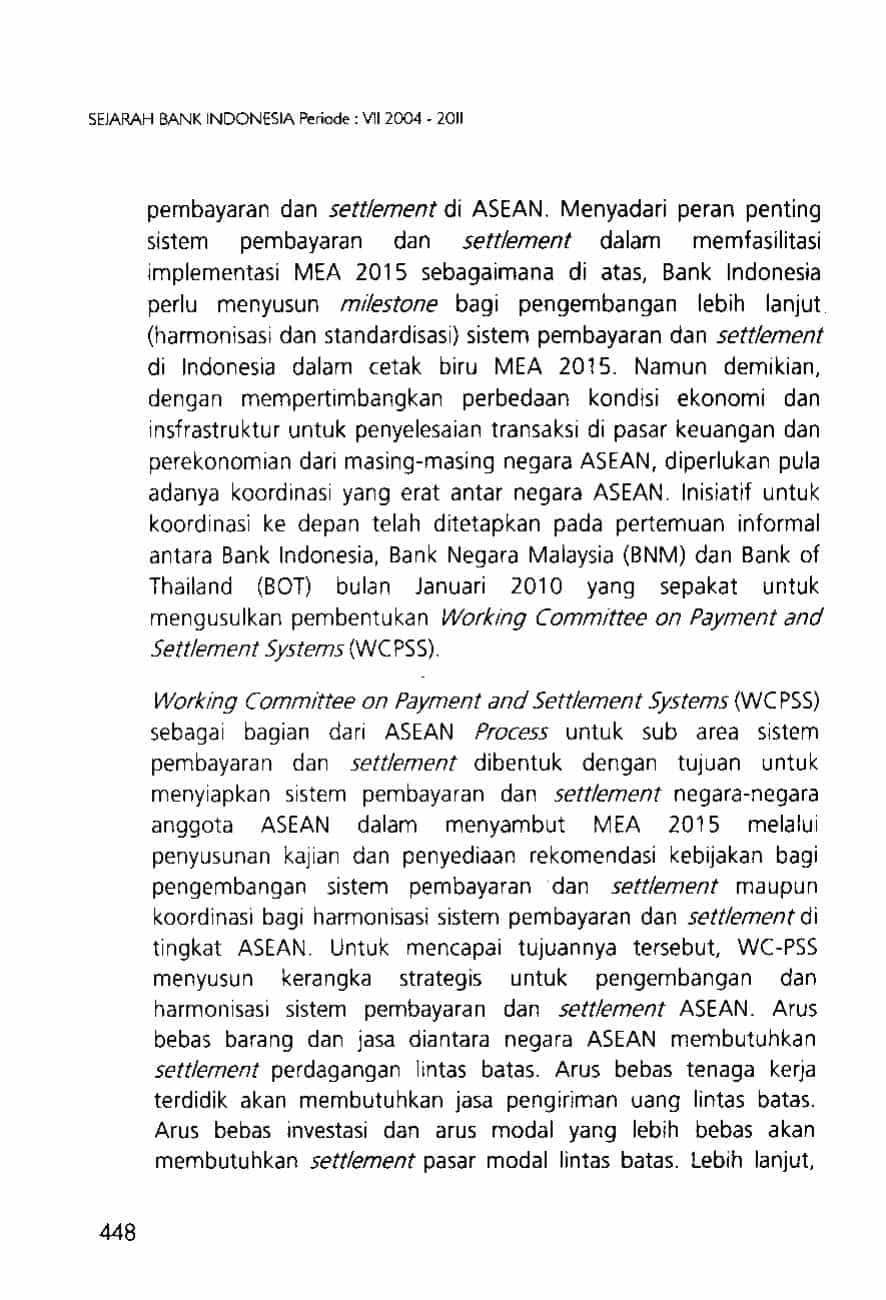 SEJARAH BANK INDONESIA Periode : VII 2004 - 2011
pembayaran dan settlement di ASEAN. Menyadari peran penting
sistem pembayaran dan settlement dalam memfasilitasi
implementasi MEA 2015 sebagaimana di atas, Bank Indonesia
perlu menyusun milestone bagi pengembangan lebih lanjut
(harmonisasi dan standardisasi) sistem pembayaran dan settlement
di Indonesia dalam cetak biru MEA 2015. Namun demikian,
dengan mempertimbangkan perbedaan kondisi ekonomi dan
insfrastruktur untuk penyelesaian transaksi di pasar keuangan dan
perekonomian dari masing-masing negara ASEAN, diperlukan pula
adanya koordinasi yang erat antar negara ASEAN. Inisiatif untuk
koordinasi ke depan telah ditetapkan pada pertemuan informal
antara Bank Indonesia, Bank Negara Malaysia (BNM) dan Bank of
Thailand (BOT) bulan Januari 2010 yang sepakat untuk
mengusulkan pembentukan Working Committee on Payment and
Settlement Systems (WCPSS).
Working Committee on Payment and Settlement Systems (WCPSS)
sebagai bagian dari ASEAN Process untuk sub area sistem
pembayaran dan settlement dibentuk dengan tujuan untuk
menyiapkan sistem pembayaran dan settlement negara-negara
anggota ASEAN dalam menyambut MEA 2015 melalui
penyusunan kajian dan penyediaan rekomendasi kebijakan bagi
pengembangan sistem pembayaran dan settlement maupun
koordinasi bagi harmonisasi sistem pembayaran dan settlement di
tingkat ASEAN. Untuk mencapai tujuannya tersebut, WC-PSS
menyusun kerangka strategis untuk pengembangan dan
harmonisasi sistem pembayaran dan settlement ASEAN. Arus
bebas barang dan jasa diantara negara ASEAN membutuhkan
settlement perdagangan lintas batas. Arus bebas tenaga kerja
terdidik akan membutuhkan jasa pengiriman uang lintas batas.
Arus bebas investasi dan arus modal yang lebih bebas akan
membutuhkan settlement pasar modal lintas batas. Lebih lanjut,
448